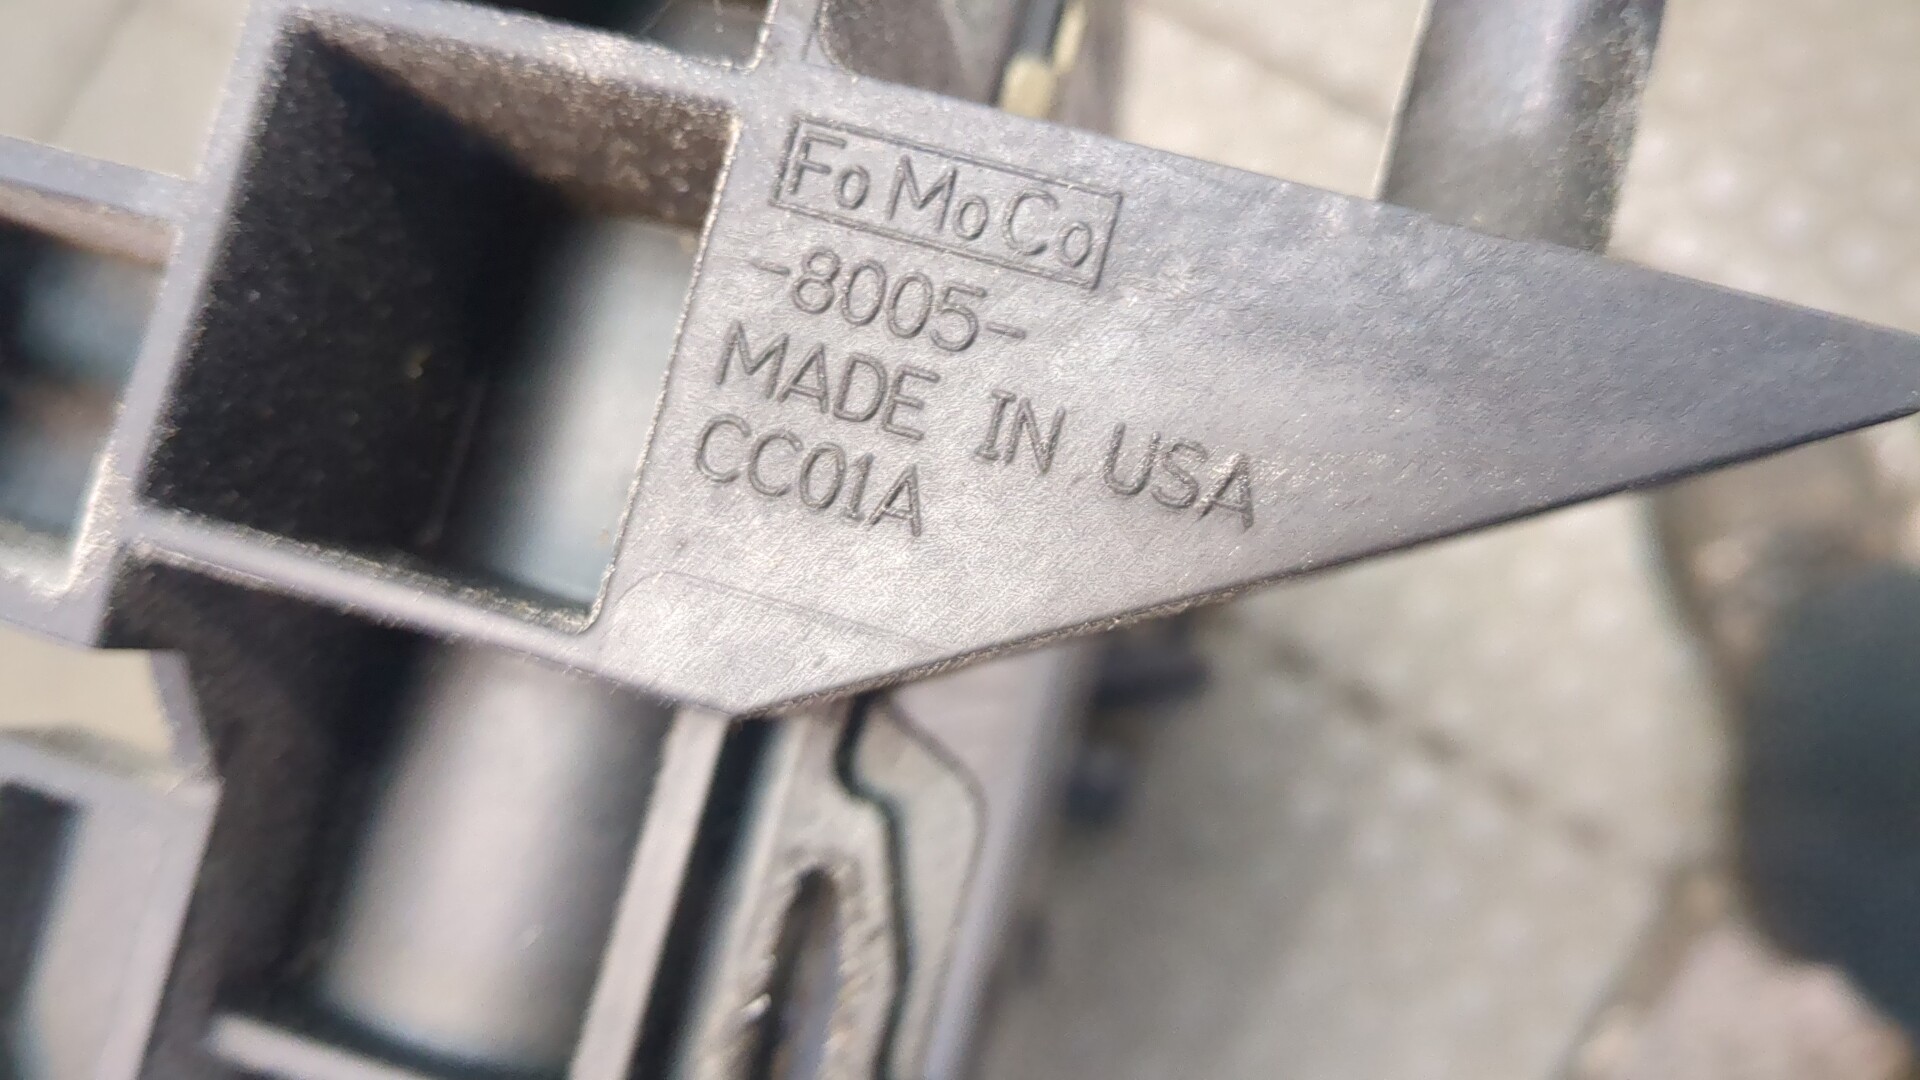 FoMoCo
-8005-
MADE IN USA
CC01A